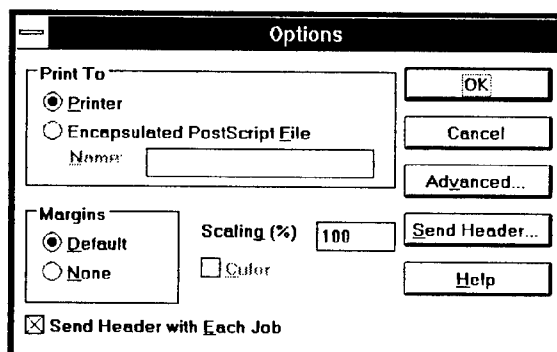 Options
Print To
Printer
Encapsulated PostScript File
Name:
OK
Cancel
Advanced...
Send Header...
Help
Margins
Default
None
Scaling (%) 100
Color
Send Header with Each Job